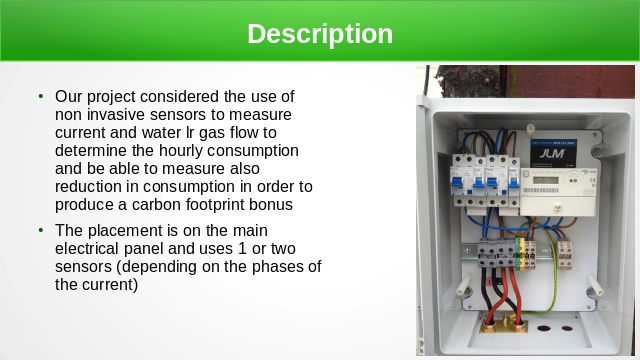 Description
• Our project considered the use of
non invasive sensors to measure
current and water lr gas flow to
determine the hourly consumption
and be able to measure also
reduction in consumption in order to
produce a carbon footprint bonus
• The placement is on the main
electrical panel and uses 1 or two
sensors (depending on the phases of
the current)
JLM